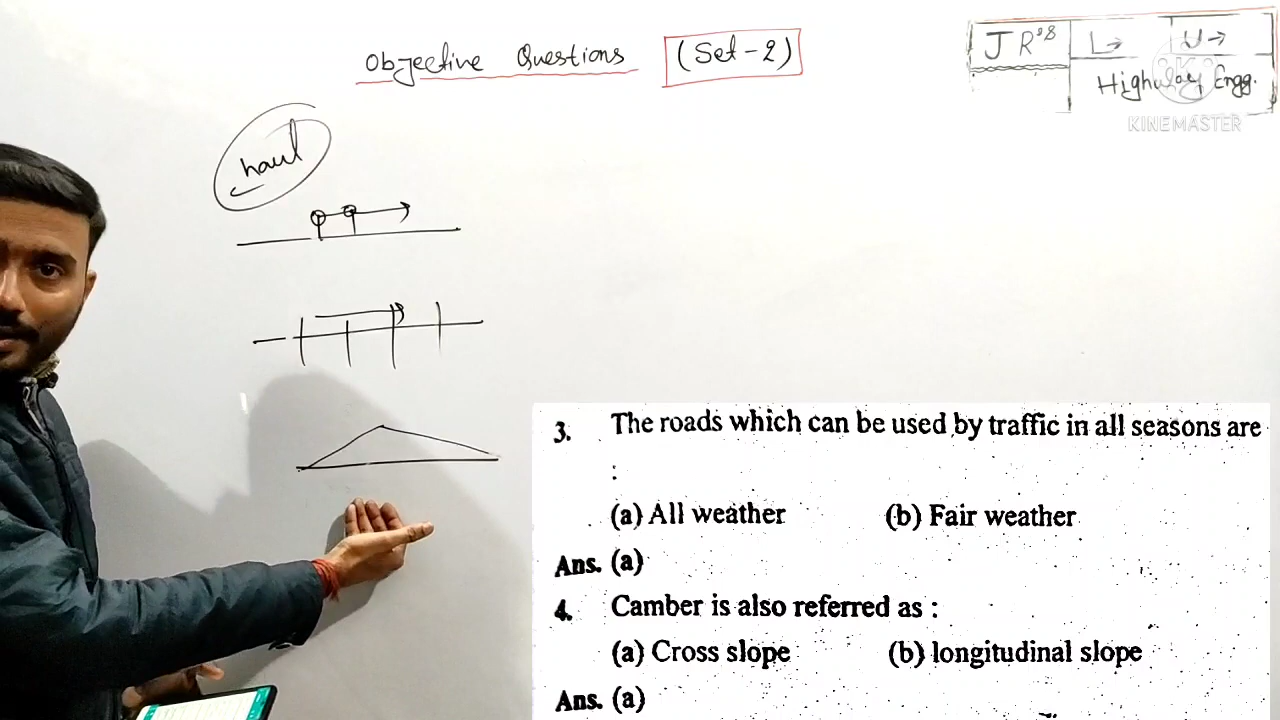 Objective Questions (Set-2)
JR
L→
U→
Highway Engg.
KINEMASTER
haul
3. The roads which can be used by traffic in all seasons are
:
(a) All weather (b) Fair weather
Ans. (a)
4. Camber is also referred as :
(a) Cross slope (b) longitudinal slope
Ans. (a)